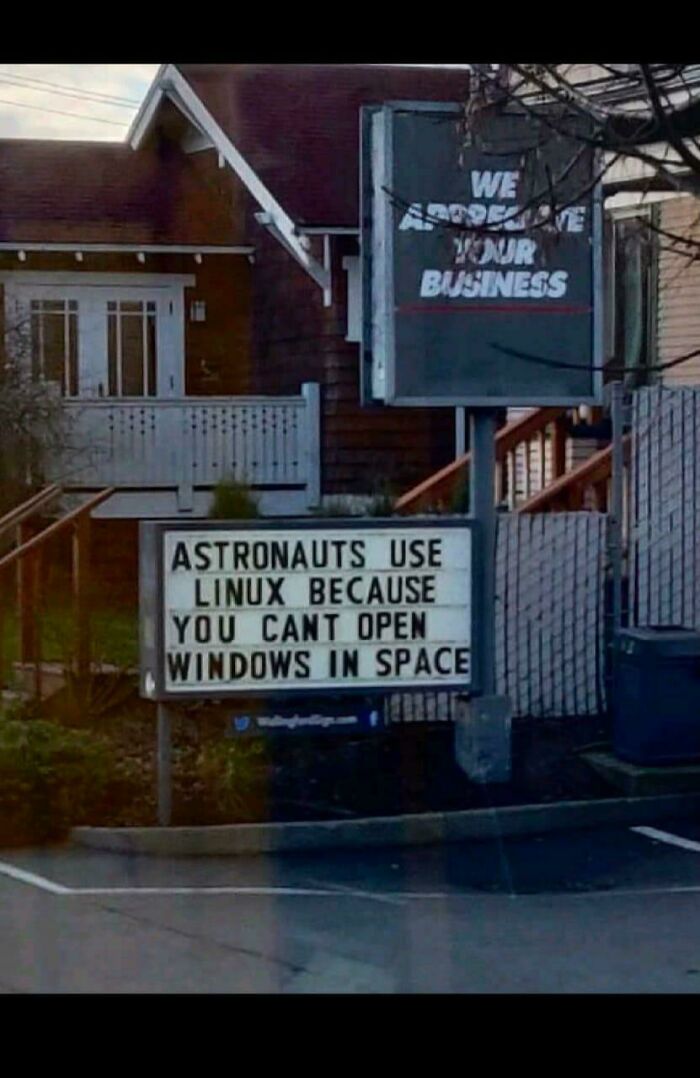 WE
APPRECIATE
YOUR
BUSINESS
ASTRONAUTS USE
LINUX BECAUSE
YOU CANT OPEN
WINDOWS IN SPACE